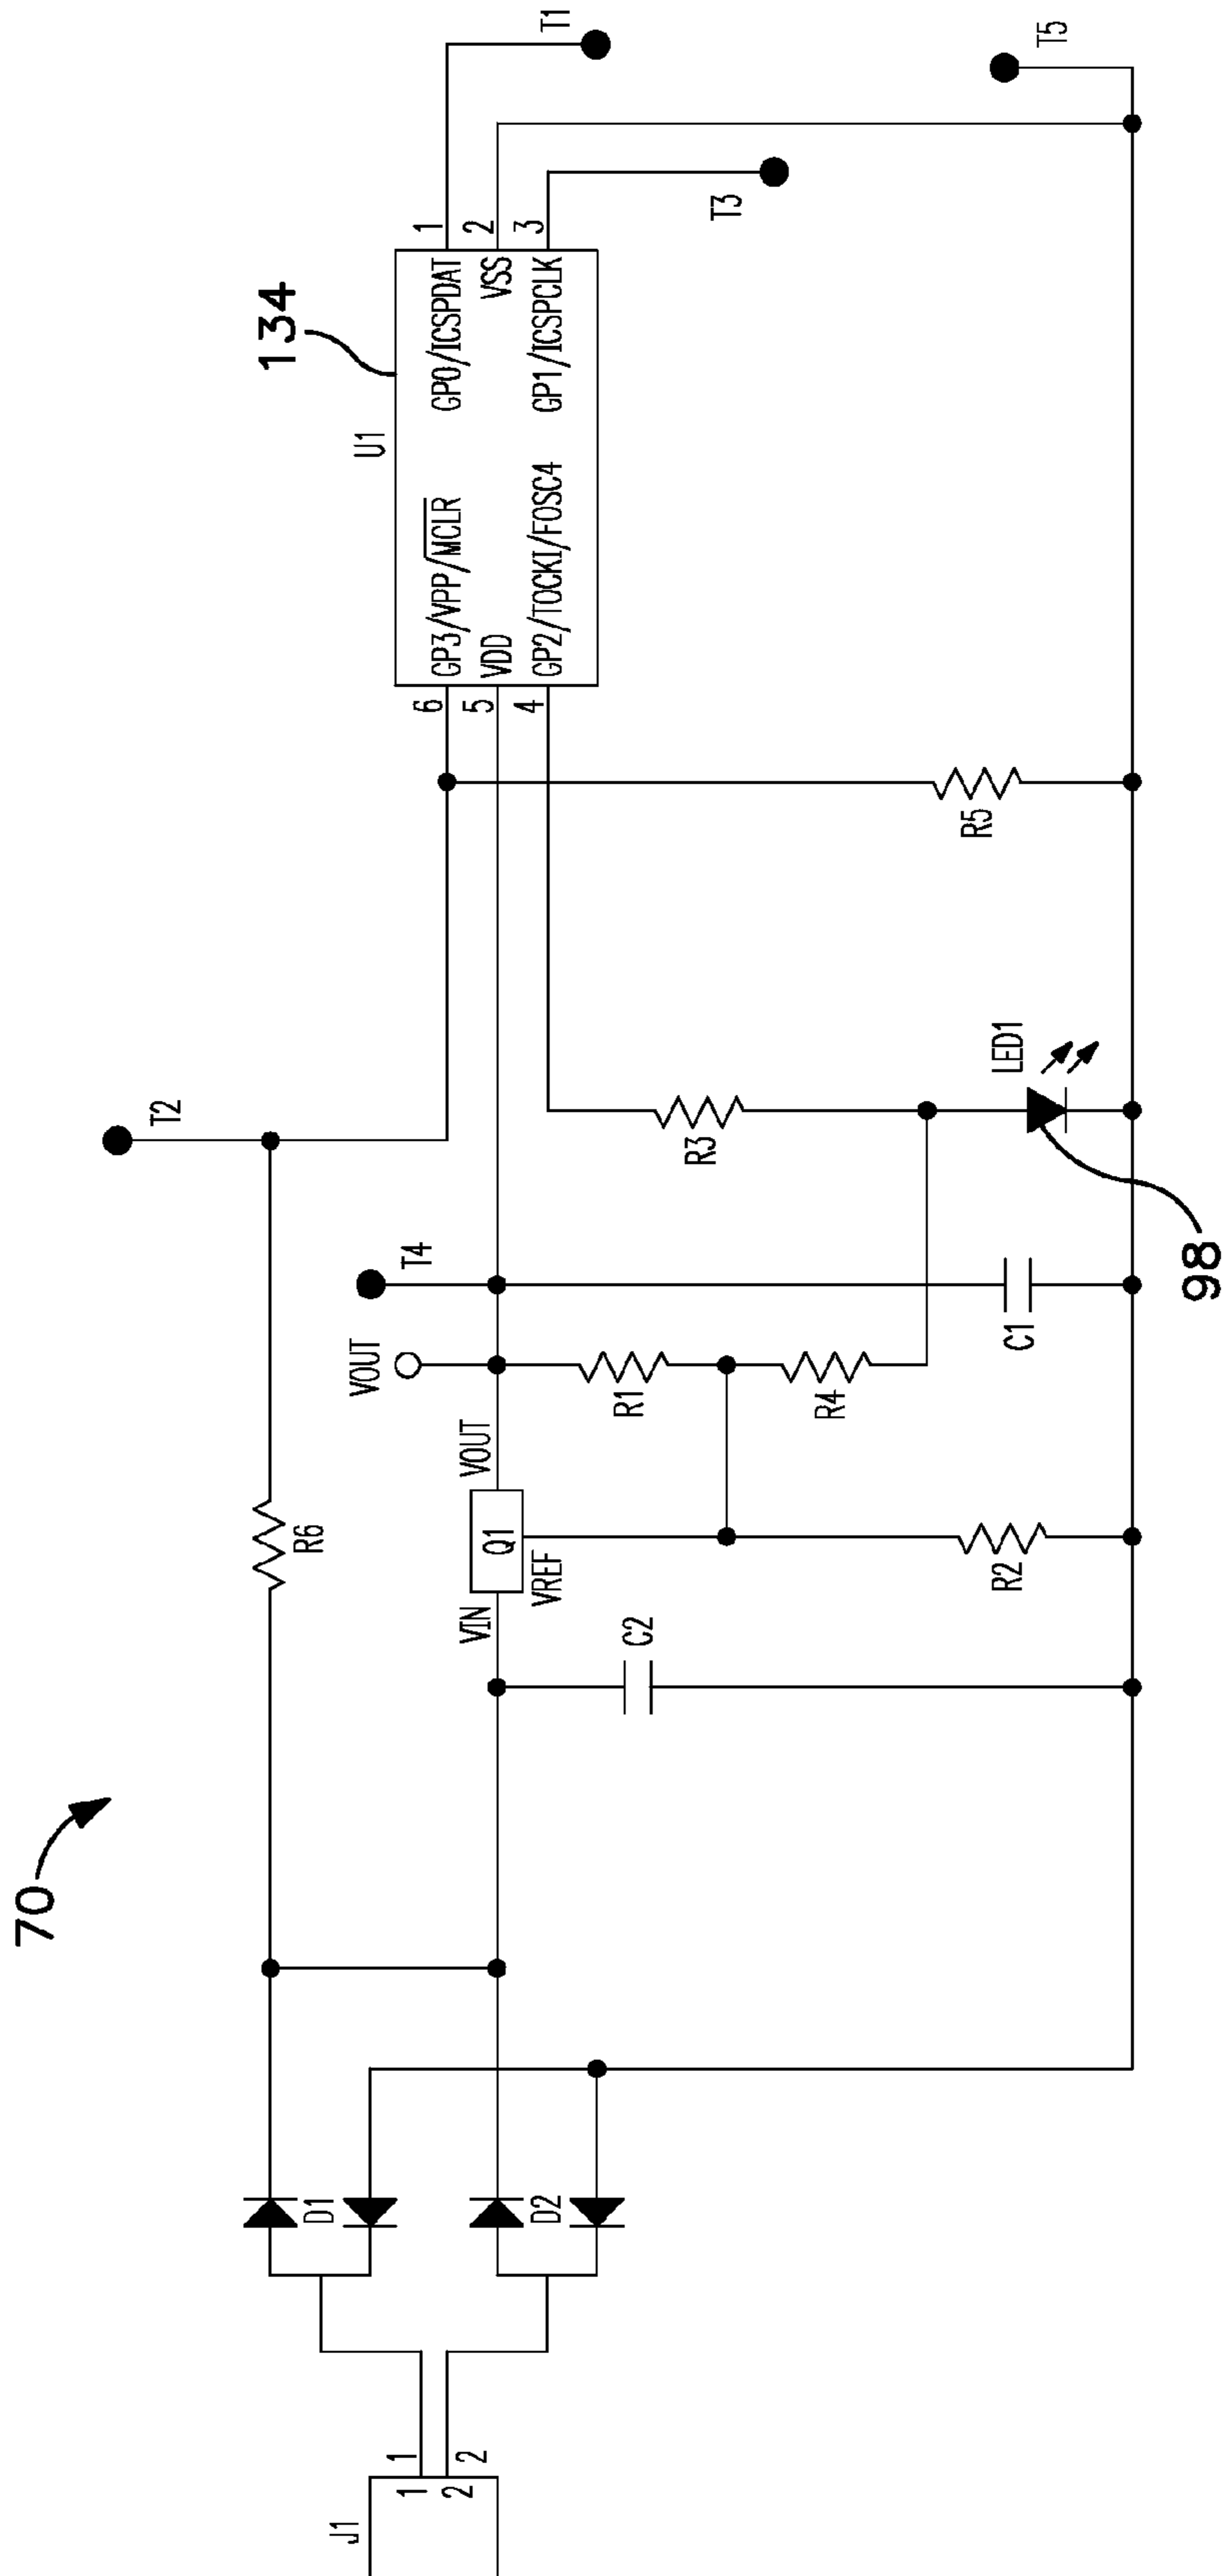 70
134
98
J1
1
1
2
2
D1
D2
R6
T2
VIN
Q1
VOUT
VREF
C2
R2
VOUT
T4
R1
R4
C1
R3
LED1
R5
U1
6
GP3/VPP/MCLR
5
VDD
4
GP2/TOCKI/FOSC4
GP0/ICSPDAT
1
VSS
2
GP1/ICSPCLK
3
T1
T3
T5